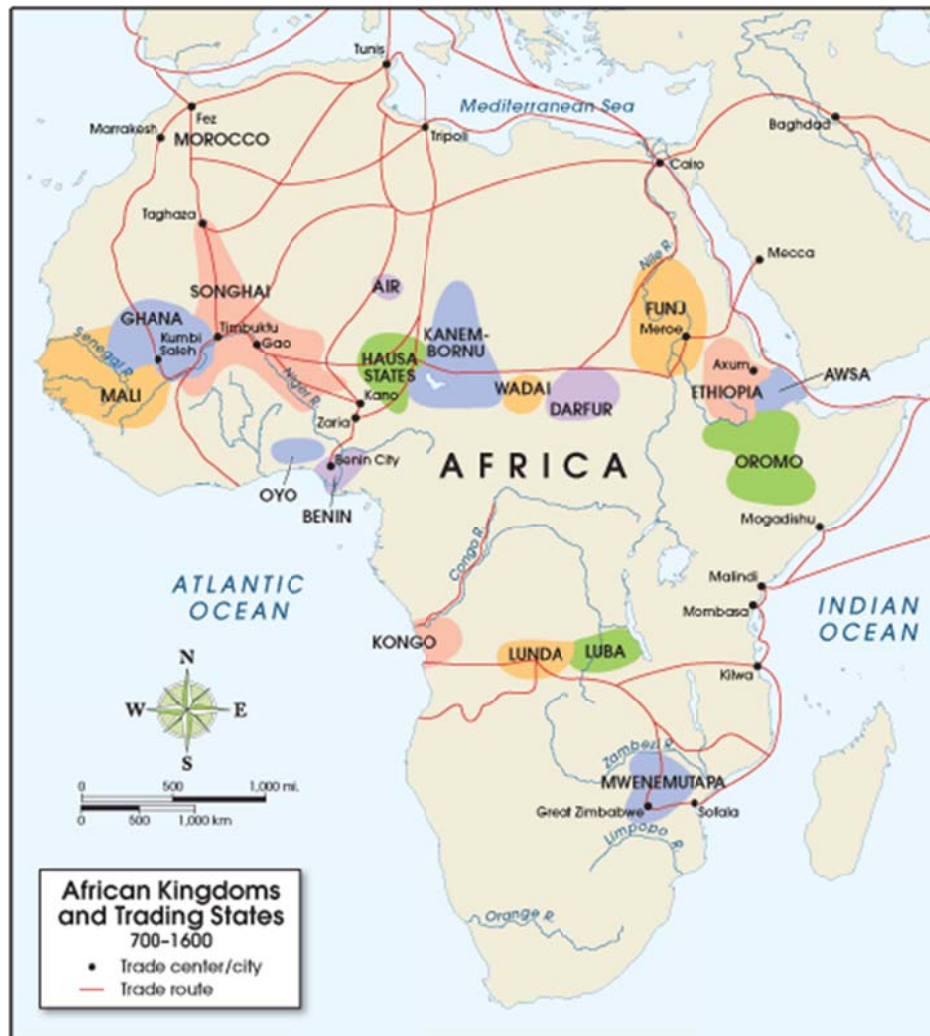 Tunis
Mediterranean Sea
Fez
Marrakesh
MOROCCO
Tripoli
Baghdad
Cairo
Taghaza
Mecca
Nile R.
SONGHAI
AIR
FUNJ
GHANA
Timbuktu
KANEM-
BORNU
Meroe
Kumbi
Saleh
Gao
Senegal R.
HAUSA
STATES
Axum
AWSA
MALI
Niger R.
WADAI
ETHIOPIA
Kano
DARFUR
Zaria
AFRICA
OROMO
Benin City
OYO
BENIN
Mogadishu
Congo R.
ATLANTIC
OCEAN
Malindi
Mombasa
INDIAN
OCEAN
KONGO
LUNDA
LUBA
Kilwa
N
W
E
S
Zambezi R.
MWENEMUTAPA
0 500 1,000 mi.
0 500 1,000 km
Great Zimbabwe
Sofala
Limpopo R.
African Kingdoms
and Trading States
700–1600
Trade center/city
Trade route
Orange R.